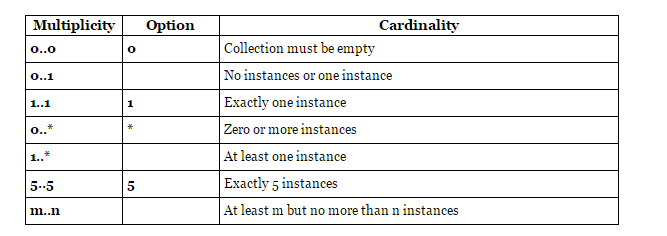 Multiplicity Option Cardinality
0..0 0 Collection must be empty
0..1 No instances or one instance
1..1 1 Exactly one instance
0..* * Zero or more instances
1..* At least one instance
5..5 5 Exactly 5 instances
m..n At least m but no more than n instances